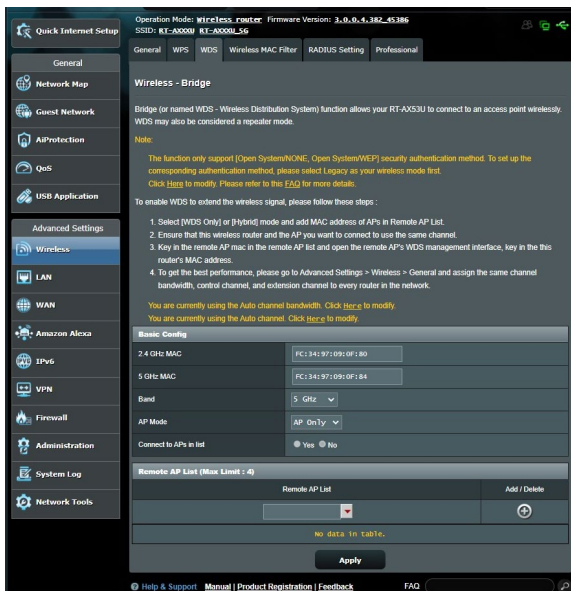 Quick Internet Setup
General
Network Map
Guest Network
AiProtection
QoS
USB Application
Advanced Settings
Wireless
LAN
WAN
Amazon Alexa
IPv6
VPN
Firewall
Administration
System Log
Network Tools
Operation Mode: Wireless router Firmware Version: 3.0.0.4.382_45386
SSID: RT-AXXXU RT-AXXXU_5G
General WPS WDS Wireless MAC Filter RADIUS Setting Professional
Wireless - Bridge
Bridge (or named WDS - Wireless Distribution System) function allows your RT-AX53U to connect to an access point wirelessly.
WDS may also be considered a repeater mode.
Note:
The function only support [Open System/NONE, Open System/WEP] security authentication method. To set up the
corresponding authentication method, please select Legacy as your wireless mode first.
Click Here to modify. Please refer to this FAQ for more details.
To enable WDS to extend the wireless signal, please follow these steps :
1. Select [WDS Only] or [Hybrid] mode and add MAC address of APs in Remote AP List.
2. Ensure that this wireless router and the AP you want to connect to use the same channel.
3. Key in the remote AP mac in the remote AP list and open the remote AP's WDS management interface, key in the this
router's MAC address.
4. To get the best performance, please go to Advanced Settings > Wireless > General and assign the same channel
bandwidth, control channel, and extension channel to every router in the network.
You are currently using the Auto channel bandwidth. Click Here to modify.
You are currently using the Auto channel. Click Here to modify.
Basic Config
2.4 GHz MAC FC:34:97:09:0F:80
5 GHz MAC FC:34:97:09:0F:84
Band 5 GHz
AP Mode AP Only
Connect to APs in list Yes No
Remote AP List (Max Limit : 4)
Remote AP List Add / Delete
No data in table.
Apply
Help & Support Manual | Product Registration | Feedback FAQ